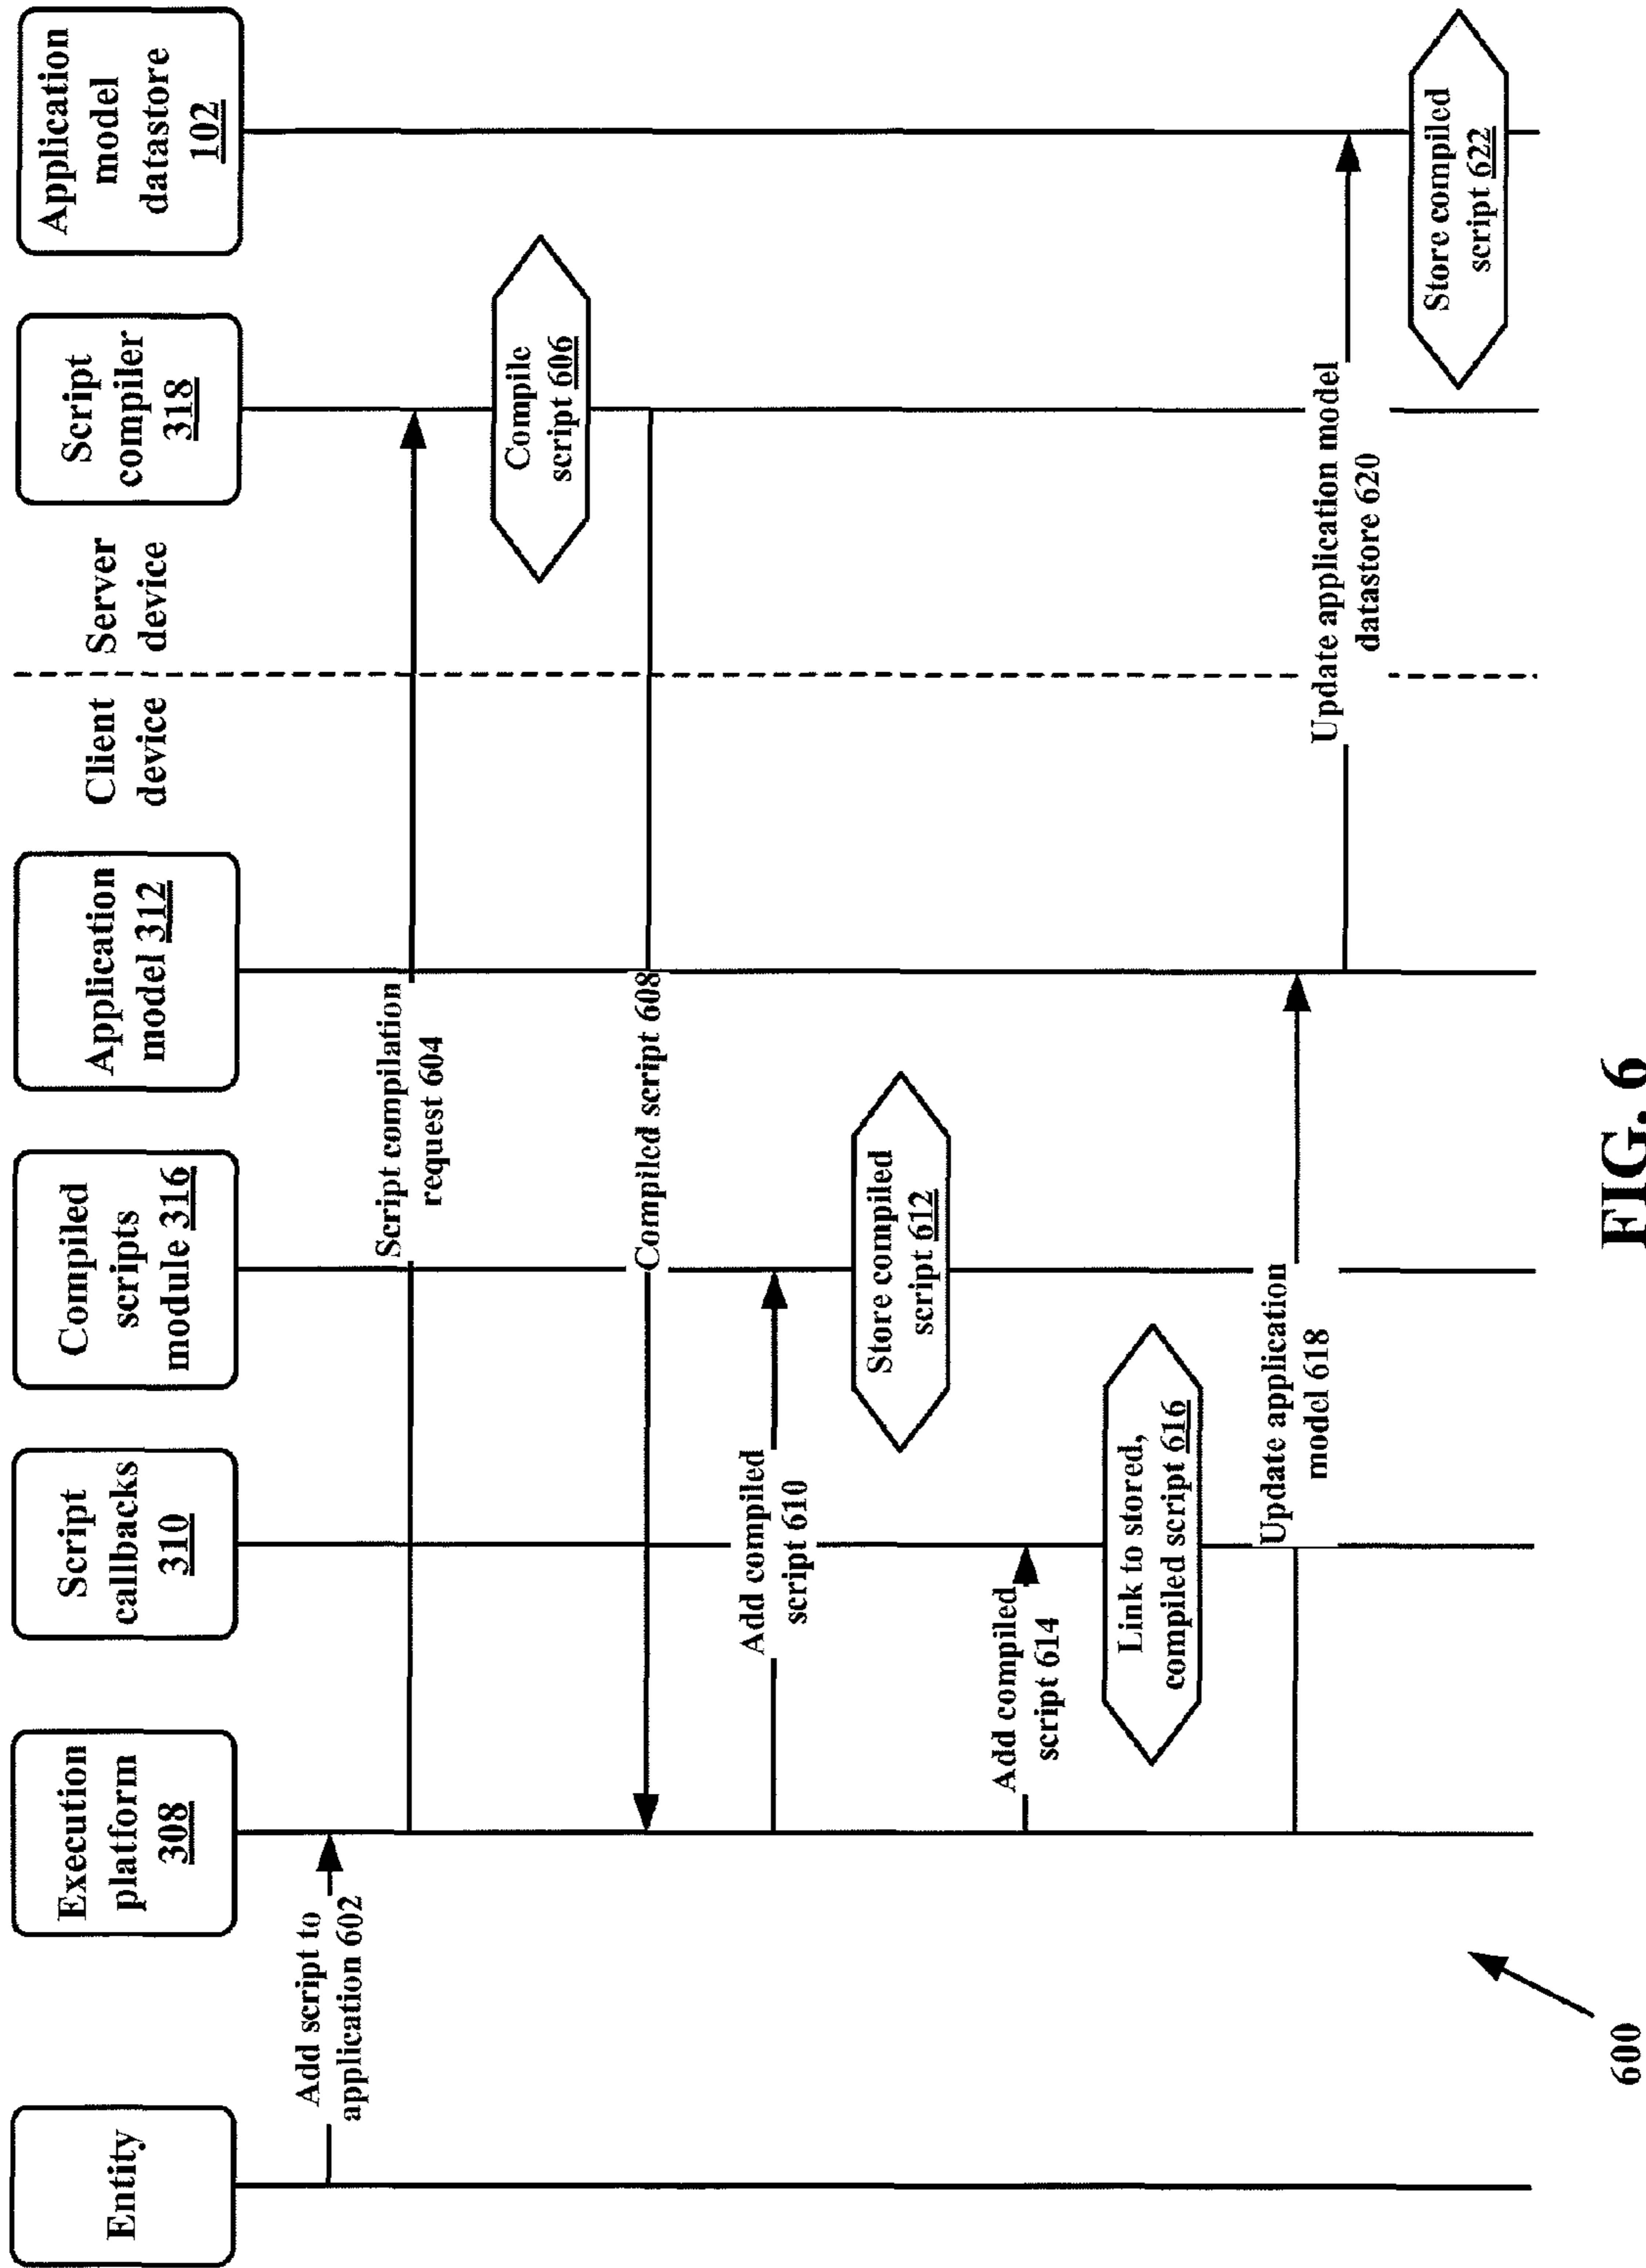 Entity
Execution
platform
308
Script
callbacks
310
Compiled
scripts
module 316
Application
model 312
Client
device
Server
device
Script
compiler
318
Application
model
datastore
102
Add script to
application 602
Script compilation
request 604
Compile
script 606
Compiled script 608
Add compiled
script 610
Store compiled
script 612
Add compiled
script 614
Link to stored,
compiled script 616
Update application
model 618
Update application model
datastore 620
Store compiled
script 622
600
FIG. 6